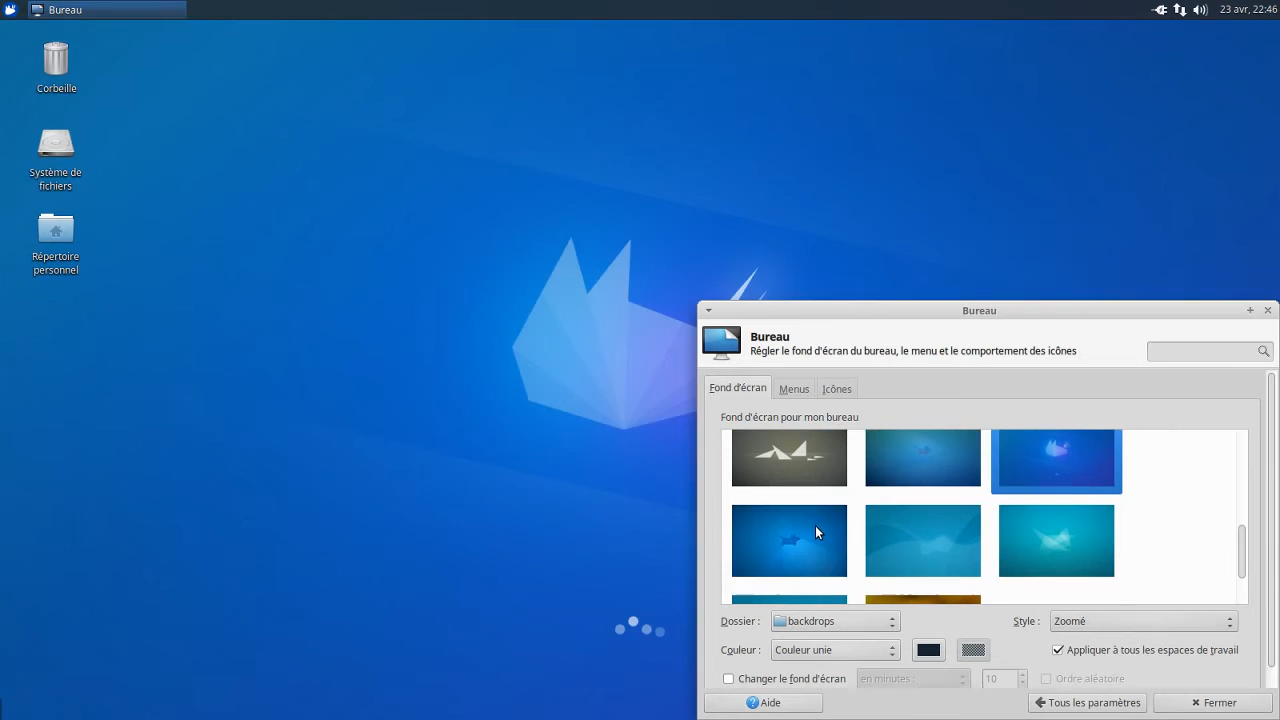 Bureau
23 avr, 22:46
Corbeille
Système de
fichiers
Répertoire
personnel
Bureau
Bureau
Régler le fond d'écran du bureau, le menu et le comportement des icônes
Fond d'écran
Menus
Icônes
Fond d'écran pour mon bureau
Dossier :
backdrops
Style :
Zoomé
Couleur :
Couleur unie
Appliquer à tous les espaces de travail
Changer le fond d'écran
en minutes :
10
Ordre aléatoire
Aide
Tous les paramètres
Fermer